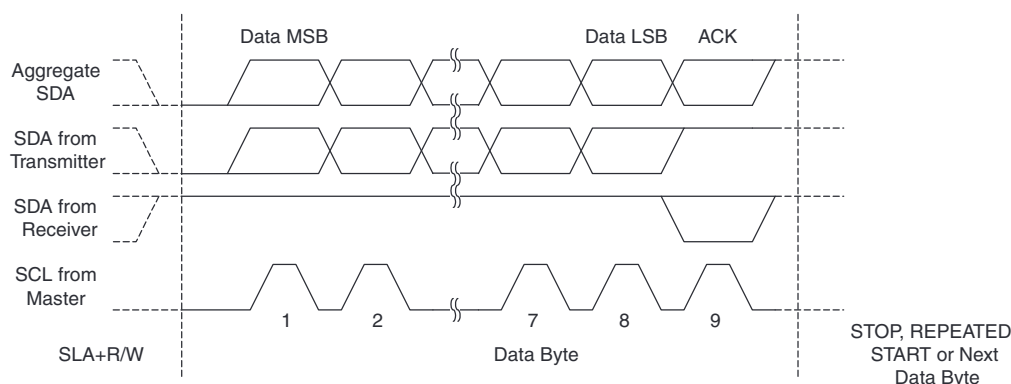 Data MSB
Data LSB
ACK
Aggregate
SDA
SDA from
Transmitter
SDA from
Receiver
SCL from
Master
1
2
7
8
9
SLA+R/W
Data Byte
STOP, REPEATED
START or Next
Data Byte